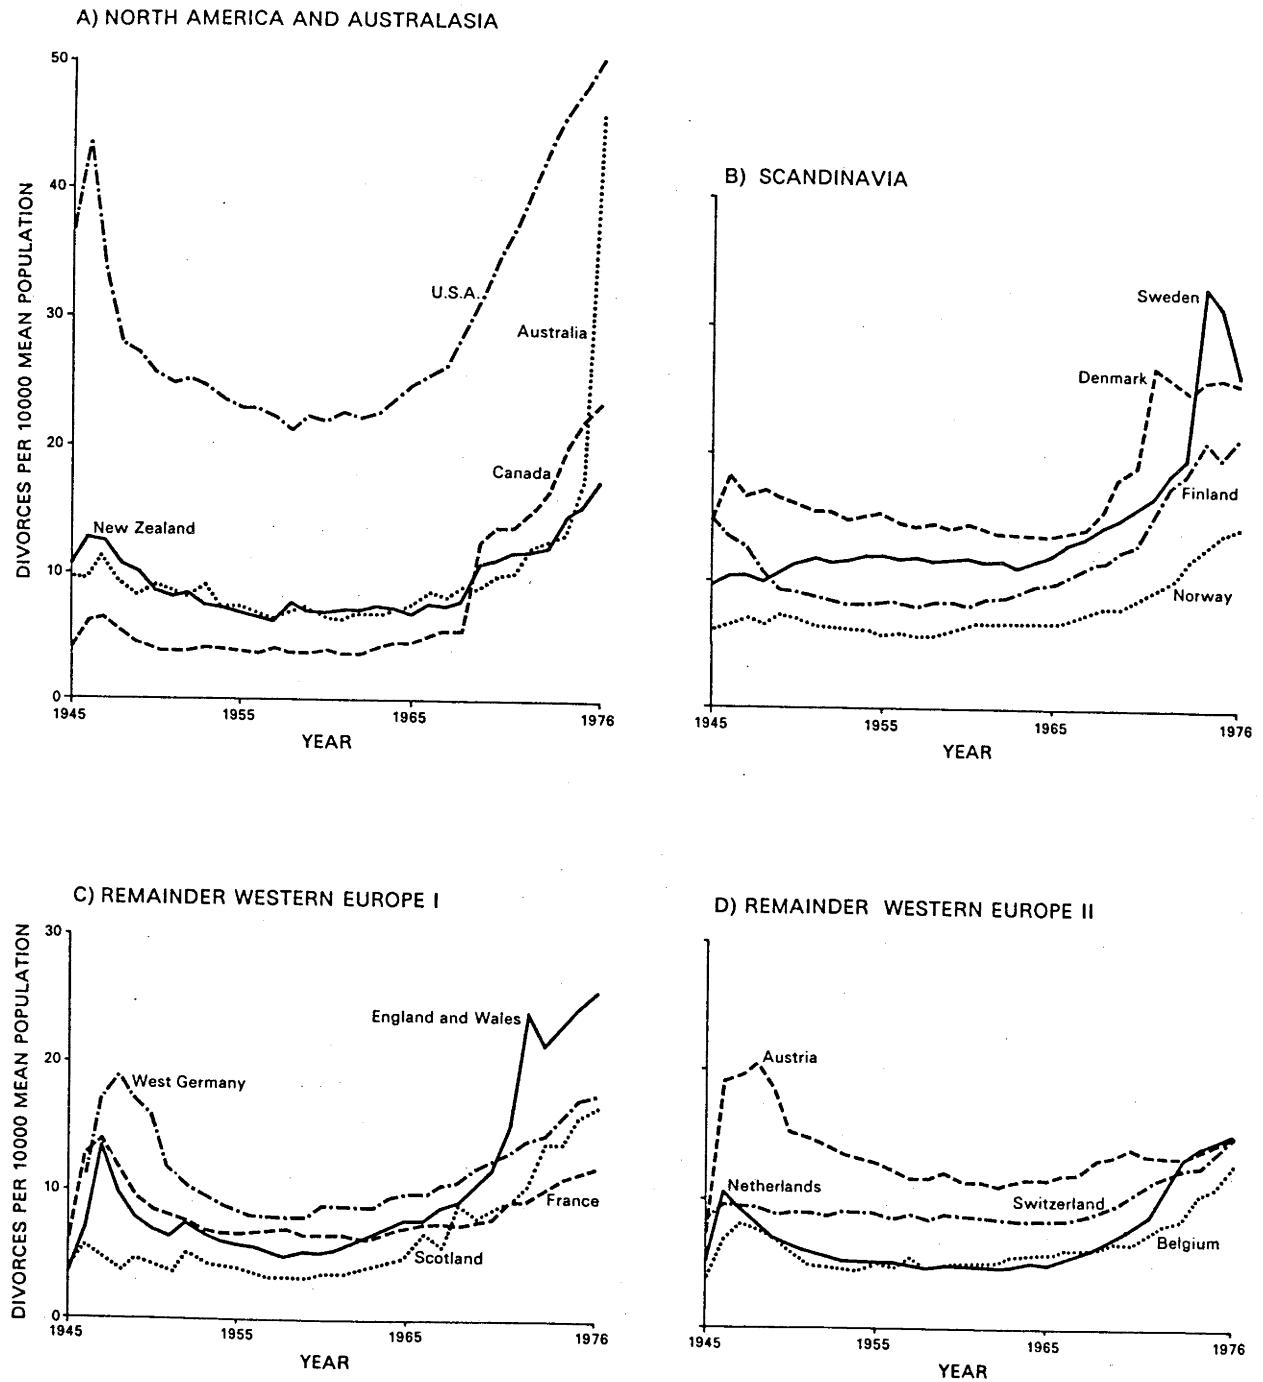 A) NORTH AMERICA AND AUSTRALASIA
DIVORCES PER 10000 MEAN POPULATION
50
40
30
20
10
0
U.S.A.
Australia
Canada
New Zealand
1945
1955
1965
1976
YEAR
B) SCANDINAVIA
Sweden
Denmark
Finland
Norway
1945
1955
1965
1976
YEAR
C) REMAINDER WESTERN EUROPE I
DIVORCES PER 10000 MEAN POPULATION
30
20
10
0
England and Wales
West Germany
France
Scotland
1945
1955
1965
1976
YEAR
D) REMAINDER WESTERN EUROPE II
Austria
Netherlands
Switzerland
Belgium
1945
1955
1965
1976
YEAR